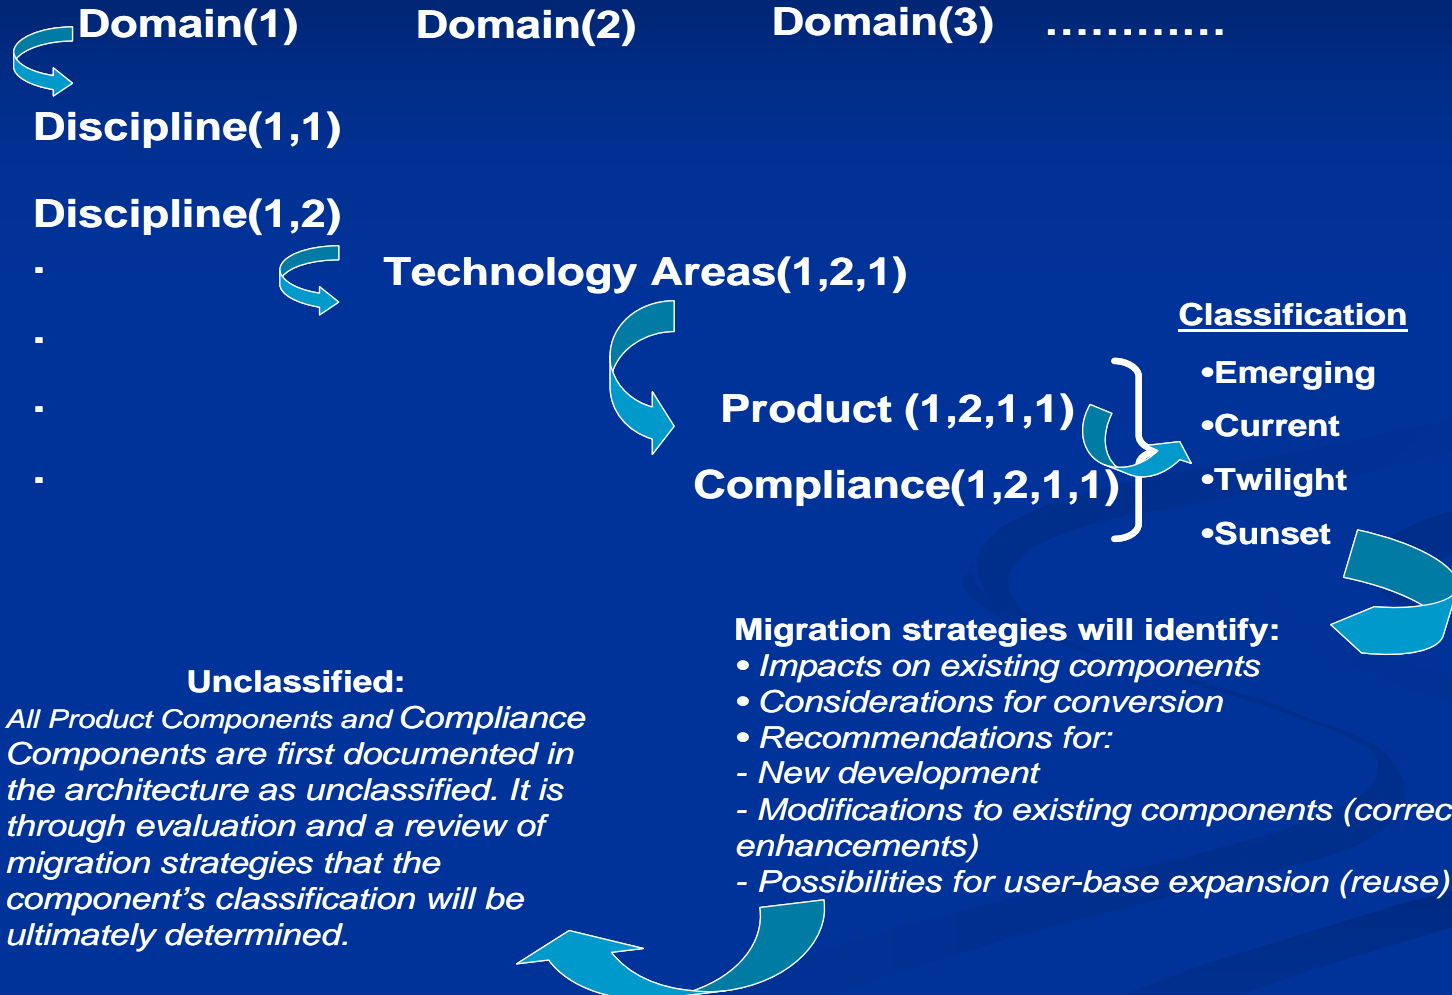 Domain(1) Domain(2) Domain(3) ............
Discipline(1,1)
Discipline(1,2)
Technology Areas(1,2,1)
Classification
•Emerging
Product (1,2,1,1)
•Current
Compliance(1,2,1,1)
•Twilight
•Sunset
Migration strategies will identify:
• Impacts on existing components
• Considerations for conversion
• Recommendations for:
- New development
- Modifications to existing components (correc
enhancements)
- Possibilities for user-base expansion (reuse)
Unclassified:
All Product Components and Compliance
Components are first documented in
the architecture as unclassified. It is
through evaluation and a review of
migration strategies that the
component’s classification will be
ultimately determined.